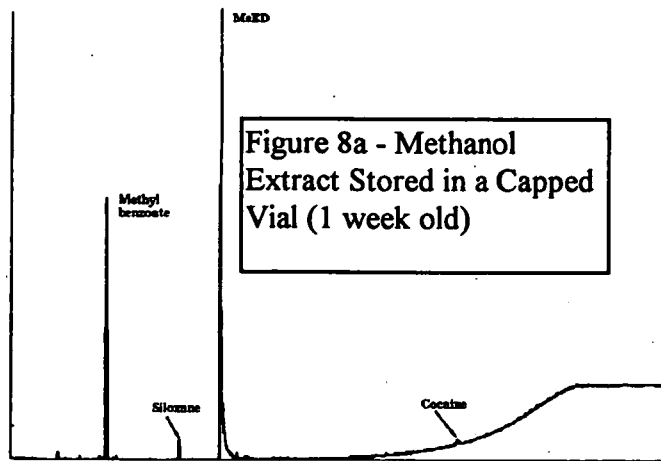 MeED
Figure 8a - Methanol
Extract Stored in a Capped
Vial (1 week old)
Methyl
benzoate
Siloxane
Cocaine